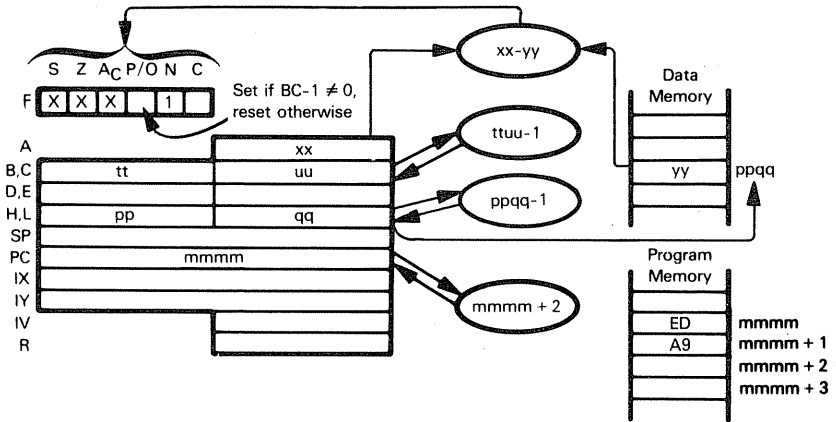 xx-yy
S Z AC P/O N C
F X X X 1
Set if BC-1 ≠ 0,
reset otherwise
Data
Memory
yy ppqq
A xx
B,C tt uu
D,E
H,L pp qq
SP
PC mmmm
IX
IY
IV
R
ttuu-1
ppqq-1
mmmm + 2
Program
Memory
ED mmmm
A9 mmmm + 1
mmmm + 2
mmmm + 3